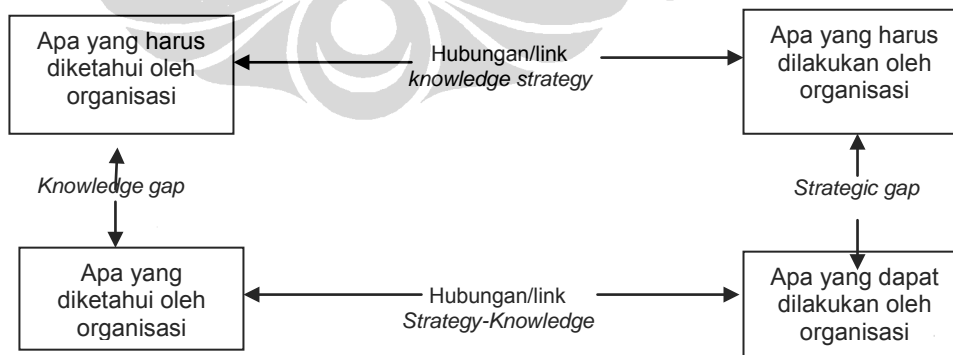 Apa yang harus
diketahui oleh
organisasi
Hubungan/link
knowledge strategy
Apa yang harus
dilakukan oleh
organisasi
Knowledge gap
Strategic gap
Apa yang
diketahui oleh
organisasi
Hubungan/link
Strategy-Knowledge
Apa yang dapat
dilakukan oleh
organisasi